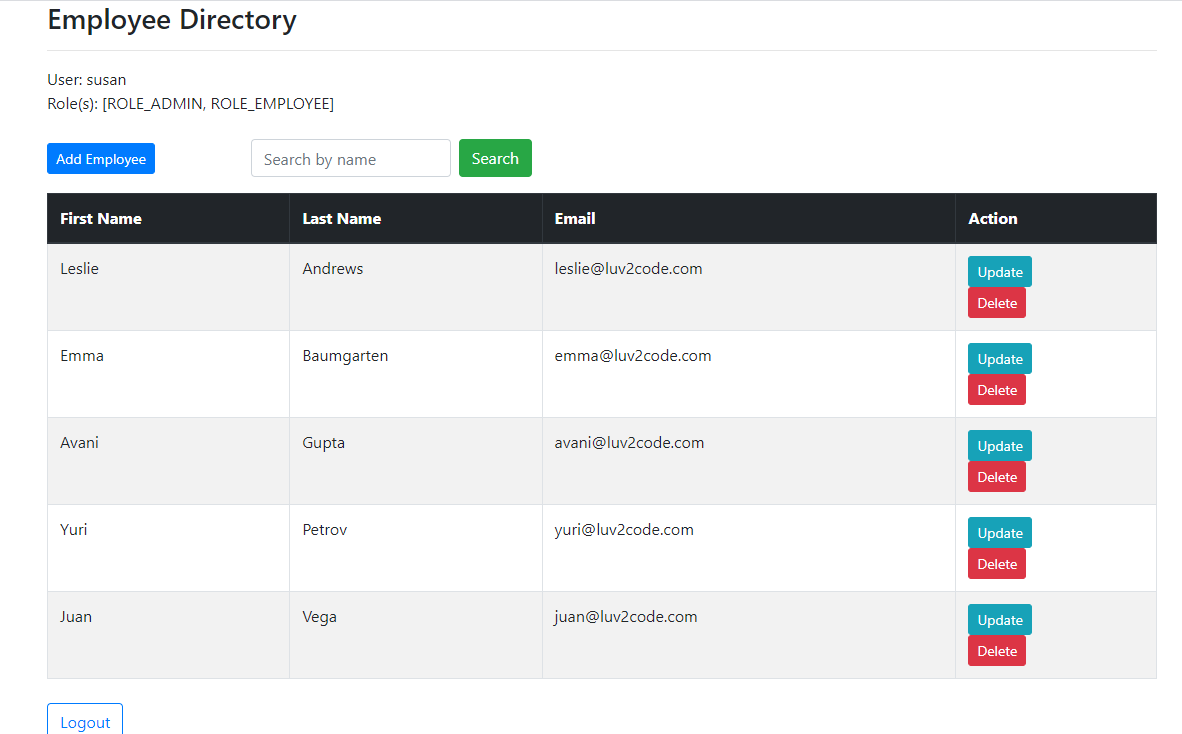 Employee Directory
User: susan
Role(s): [ROLE_ADMIN, ROLE_EMPLOYEE]
Add Employee Search by name Search
First Name Last Name Email Action
Leslie Andrews leslie@luv2code.com Update
Delete
Emma Baumgarten emma@luv2code.com Update
Delete
Avani Gupta avani@luv2code.com Update
Delete
Yuri Petrov yuri@luv2code.com Update
Delete
Juan Vega juan@luv2code.com Update
Delete
Logout